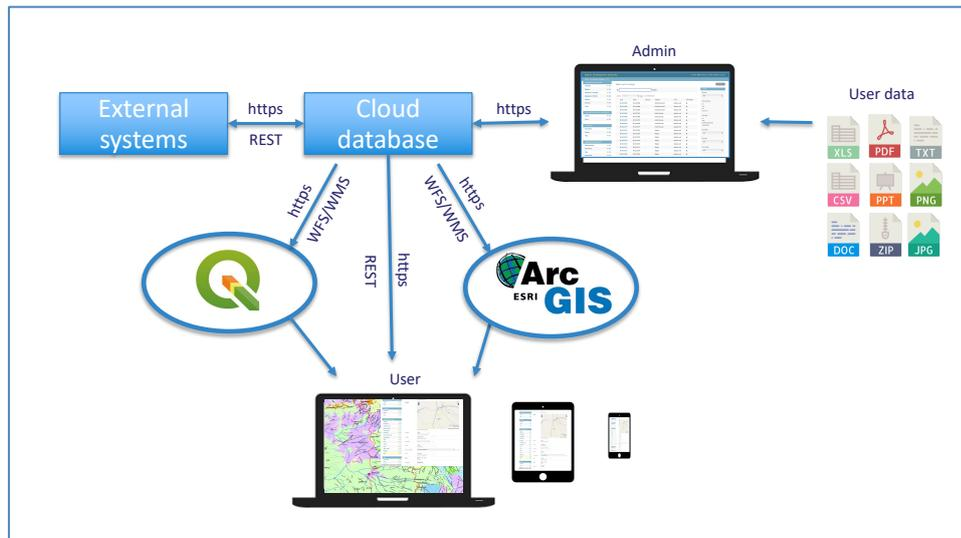 Admin
External
systems
https
REST
Cloud
database
https
User data
XLS
PDF
TXT
CSV
PPT
PNG
DOC
ZIP
JPG
https
WFS/WMS
https
REST
https
WFS/WMS
Arc
ESRI GIS
User